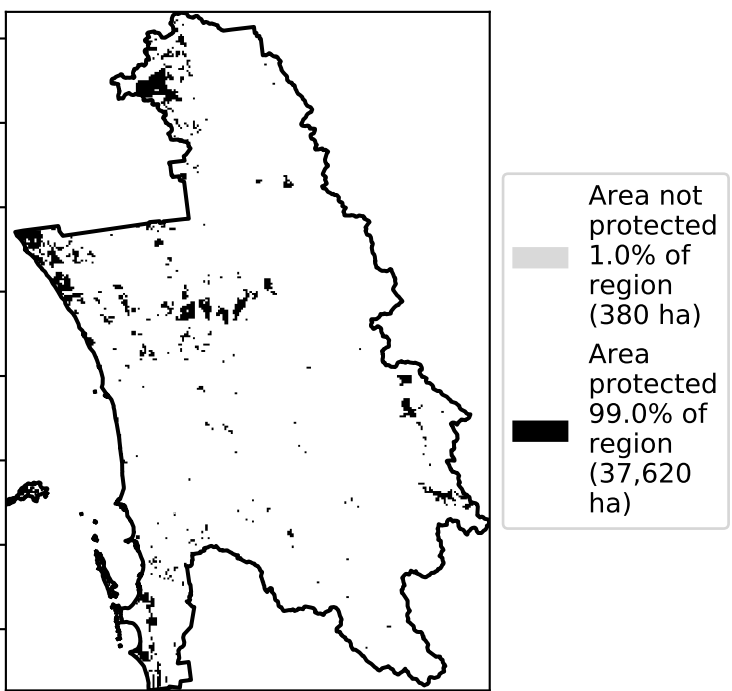 Area not
protected
1.0% of
region
(380 ha)
Area
protected
99.0% of
region
(37,620
ha)